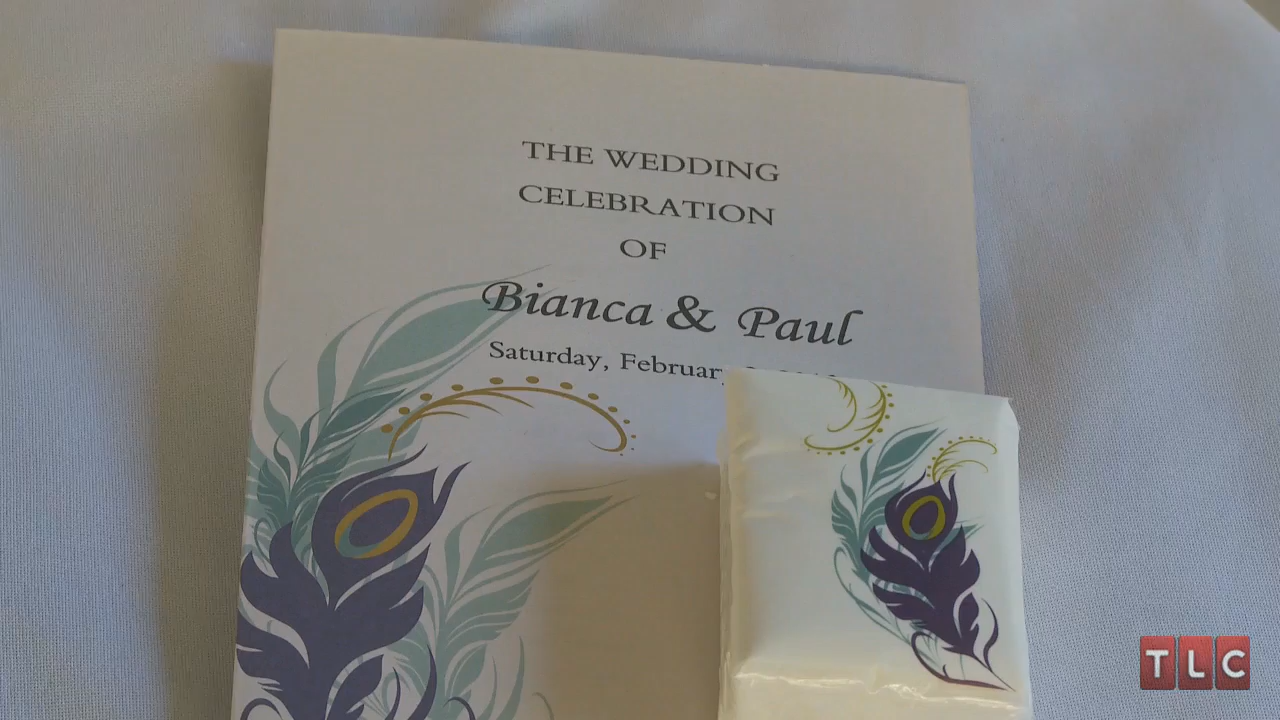 THE WEDDING
CELEBRATION
OF
Bianca & Paul
Saturday, February
TLC